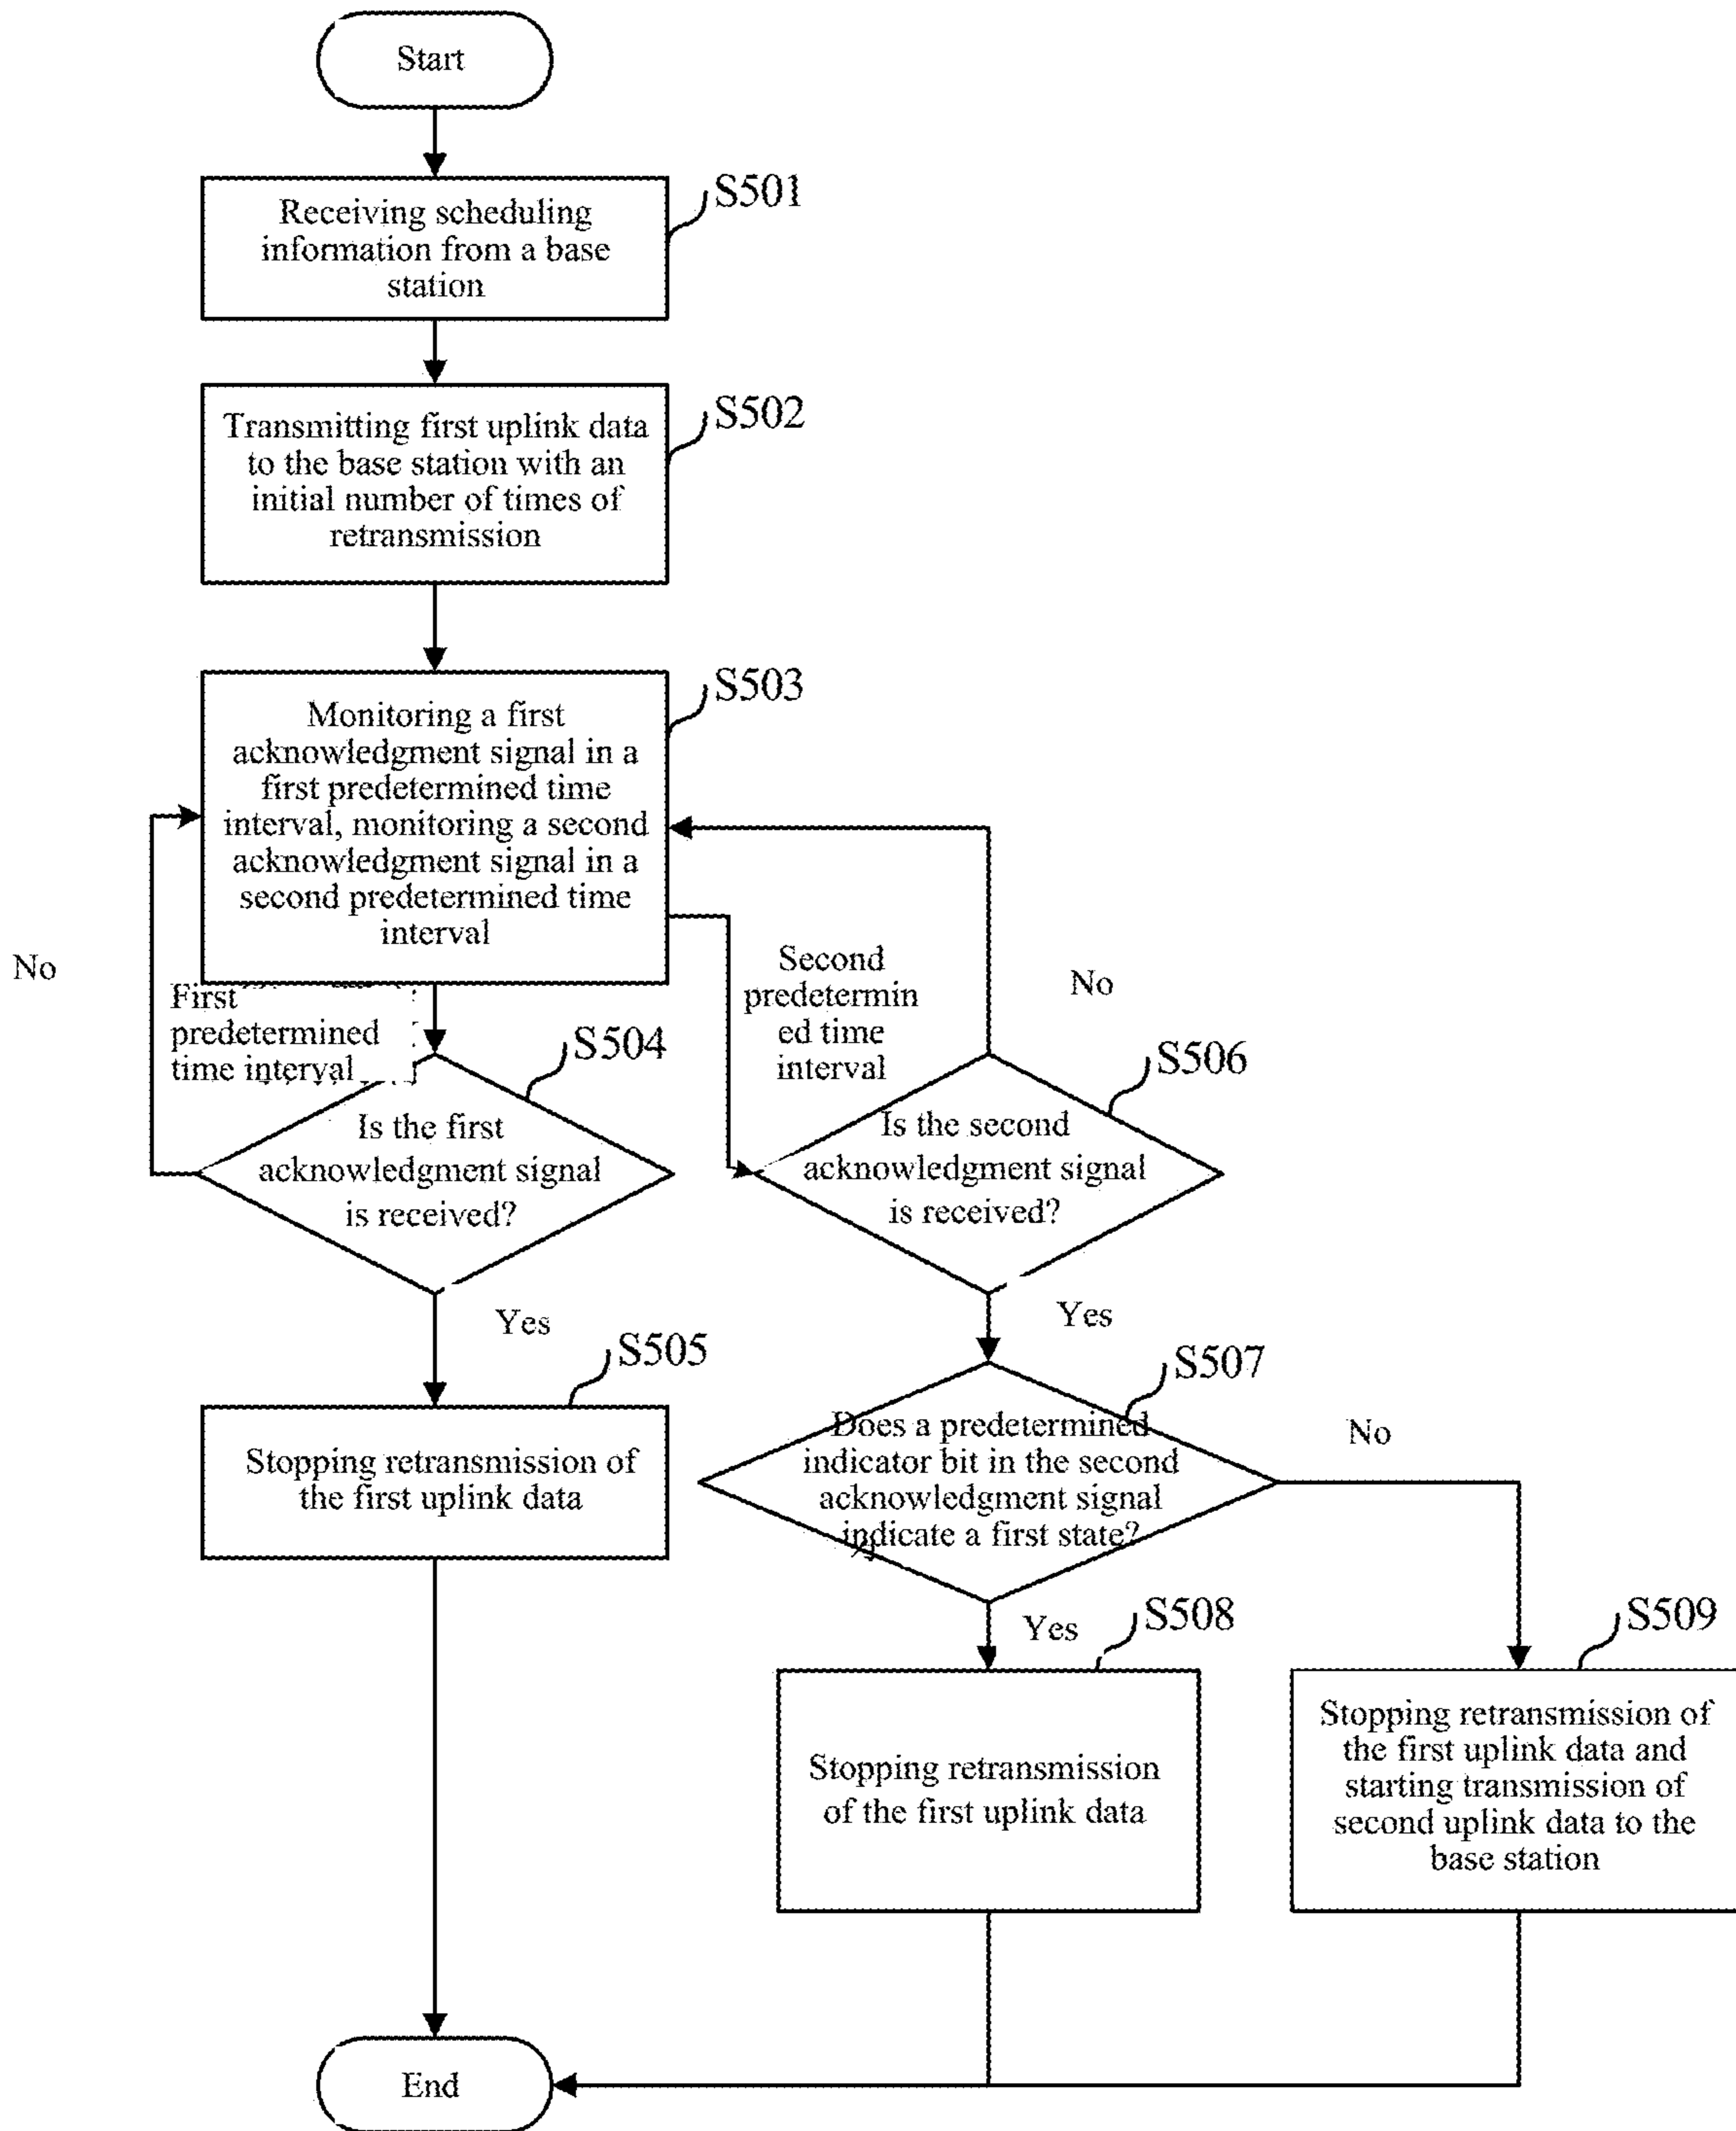 Start
S501
Receiving scheduling
information from a base
station
S502
Transmitting first uplink data
to the base station with an
initial number of times of
retransmission
S503
Monitoring a first
acknowledgment signal in a
first predetermined time
interval, monitoring a second
acknowledgment signal in a
second predetermined time
interval
No
First
predetermined
time interval
Second
predetermin
ed time
interval
No
S504
Is the first
acknowledgment signal
is received?
S506
Is the second
acknowledgment signal
is received?
Yes
Yes
S505
Stopping retransmission of
the first uplink data
S507
Does a predetermined
indicator bit in the second
acknowledgment signal
indicate a first state?
No
Yes
S508
Stopping retransmission
of the first uplink data
S509
Stopping retransmission of
the first uplink data and
starting transmission of
second uplink data to the
base station
End